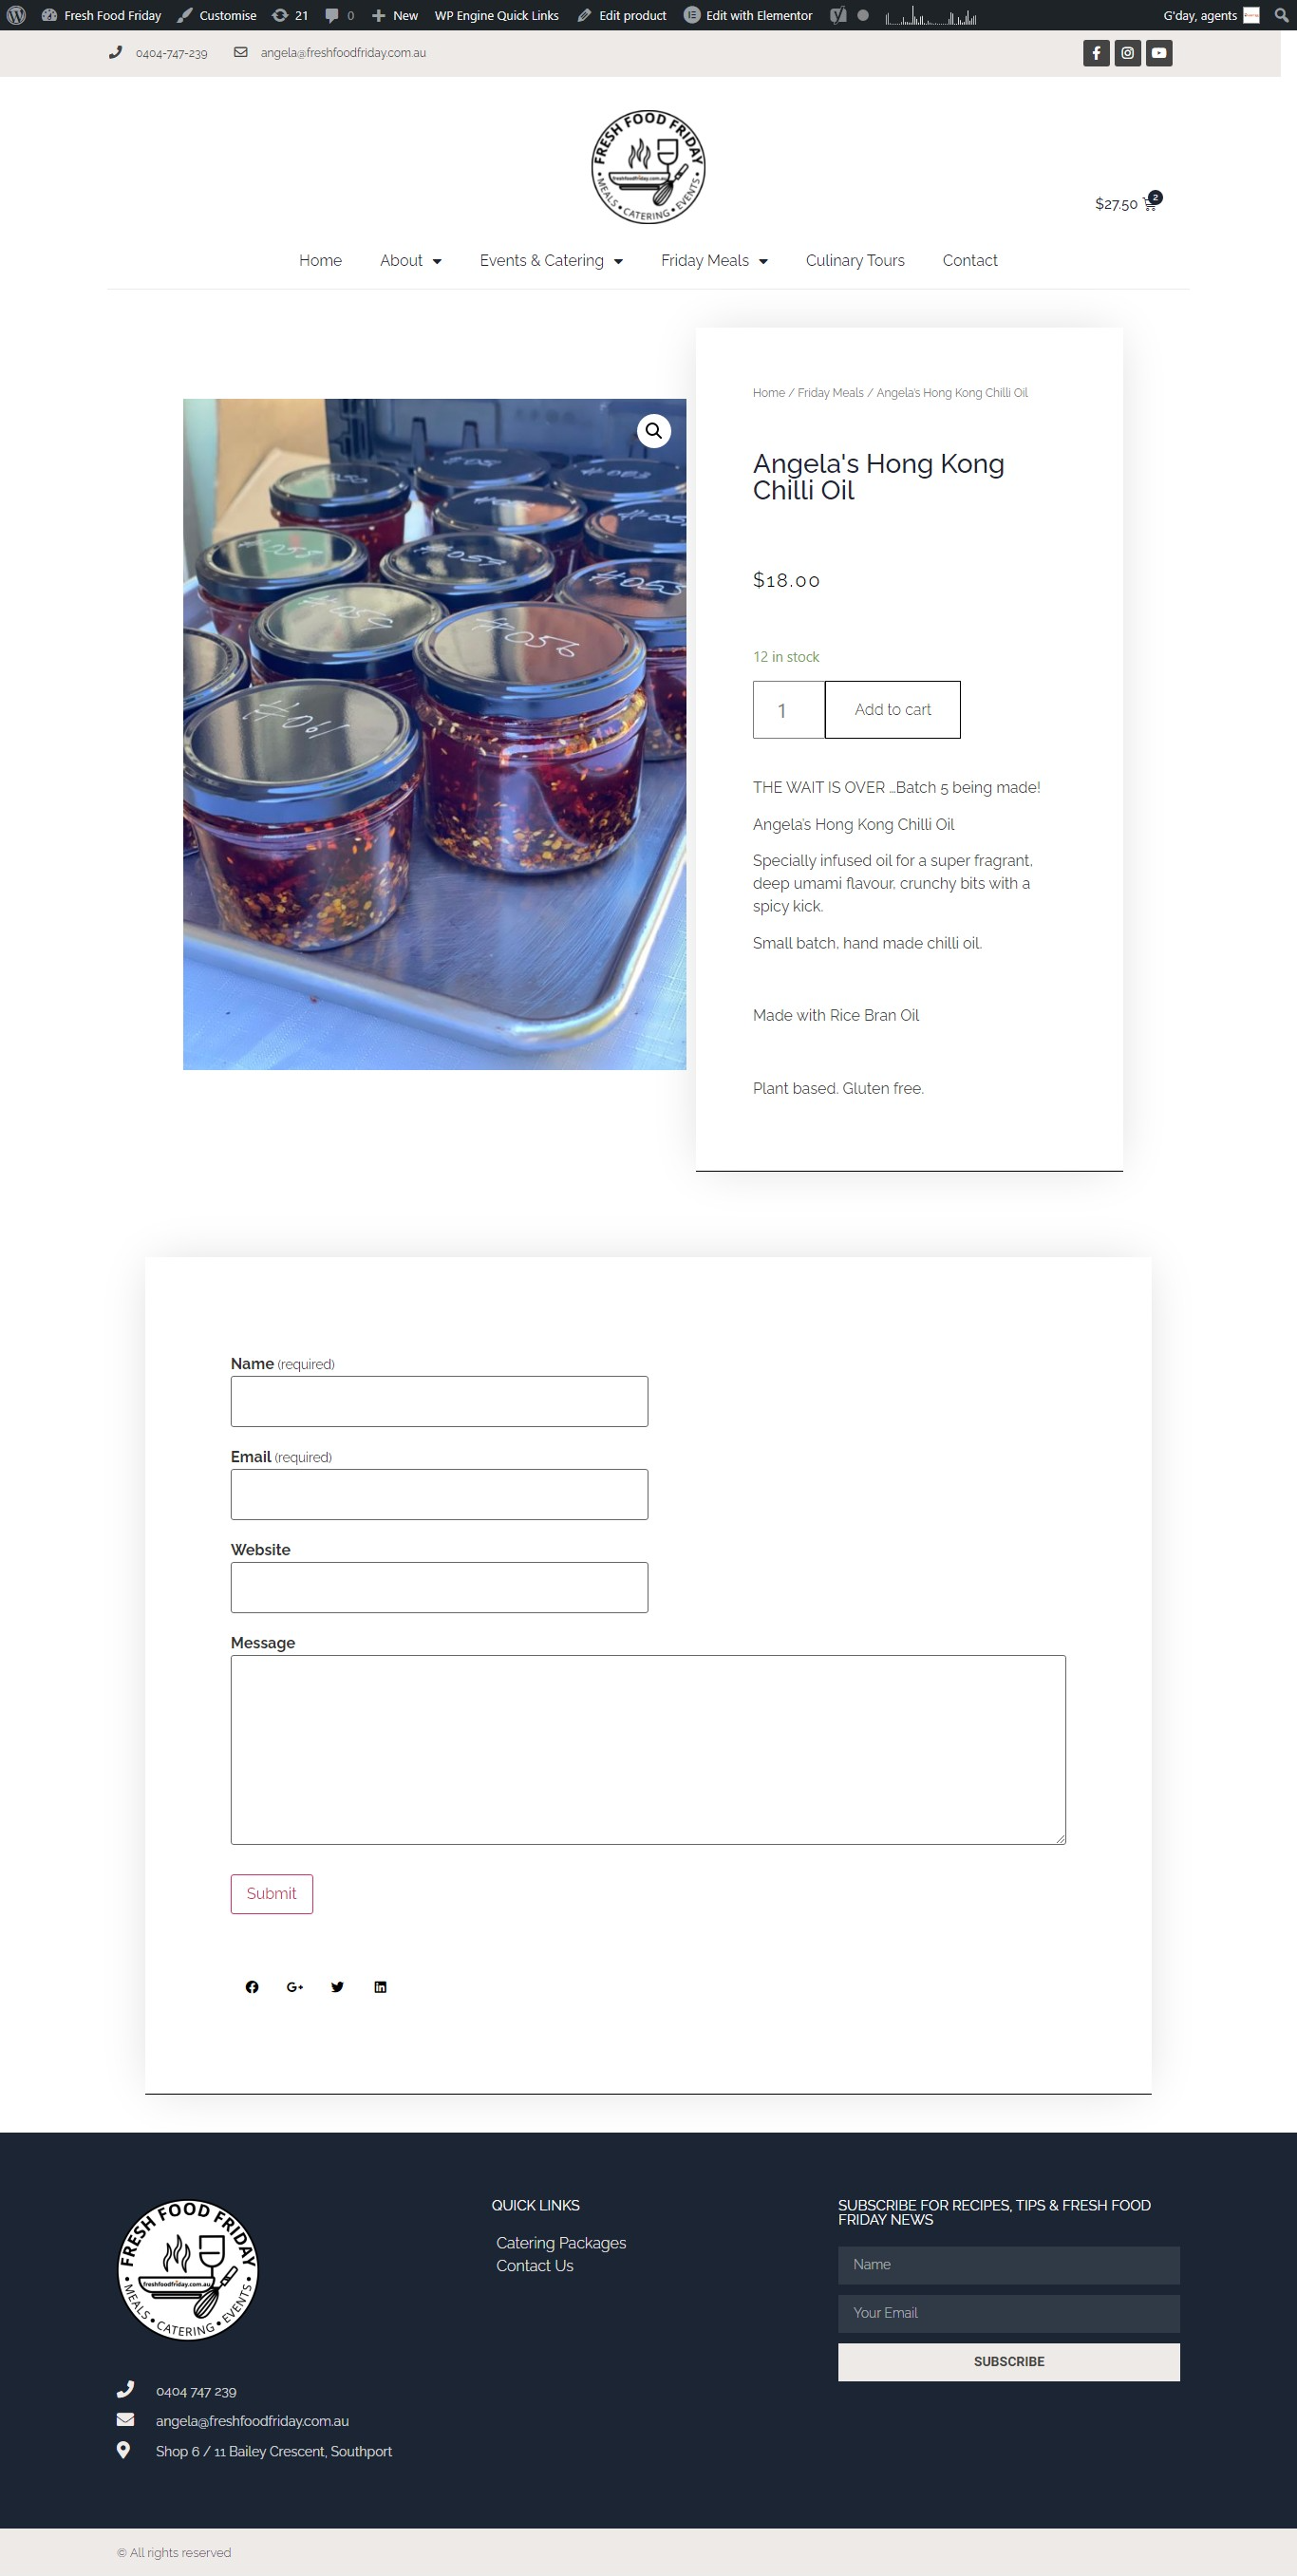 Fresh Food Friday Customise 21 0 New WP Engine Quick Links Edit product Edit with Elementor G'day, agents
0404-747-239 angela@freshfoodfriday.com.au
FRESH FOOD FRIDAY
freshfoodfriday.com.au
• MEALS • CATERING • EVENTS •
$27.50 2
Home About Events & Catering Friday Meals Culinary Tours Contact
Home / Friday Meals / Angela's Hong Kong Chilli Oil
Angela's Hong Kong
Chilli Oil
$18.00
12 in stock
1 Add to cart
THE WAIT IS OVER ...Batch 5 being made!
Angela's Hong Kong Chilli Oil
Specially infused oil for a super fragrant,
deep umami flavour, crunchy bits with a
spicy kick.
Small batch, hand made chilli oil.
Made with Rice Bran Oil
Plant based. Gluten free.
#055
#059
#053
#056
#061
Name (required)
Email (required)
Website
Message
Submit
G+
FRESH FOOD FRIDAY
freshfoodfriday.com.au
• MEALS • CATERING • EVENTS •
0404 747 239
angela@freshfoodfriday.com.au
Shop 6 / 11 Bailey Crescent, Southport
QUICK LINKS
Catering Packages
Contact Us
SUBSCRIBE FOR RECIPES, TIPS & FRESH FOOD
FRIDAY NEWS
Name
Your Email
SUBSCRIBE
© All rights reserved